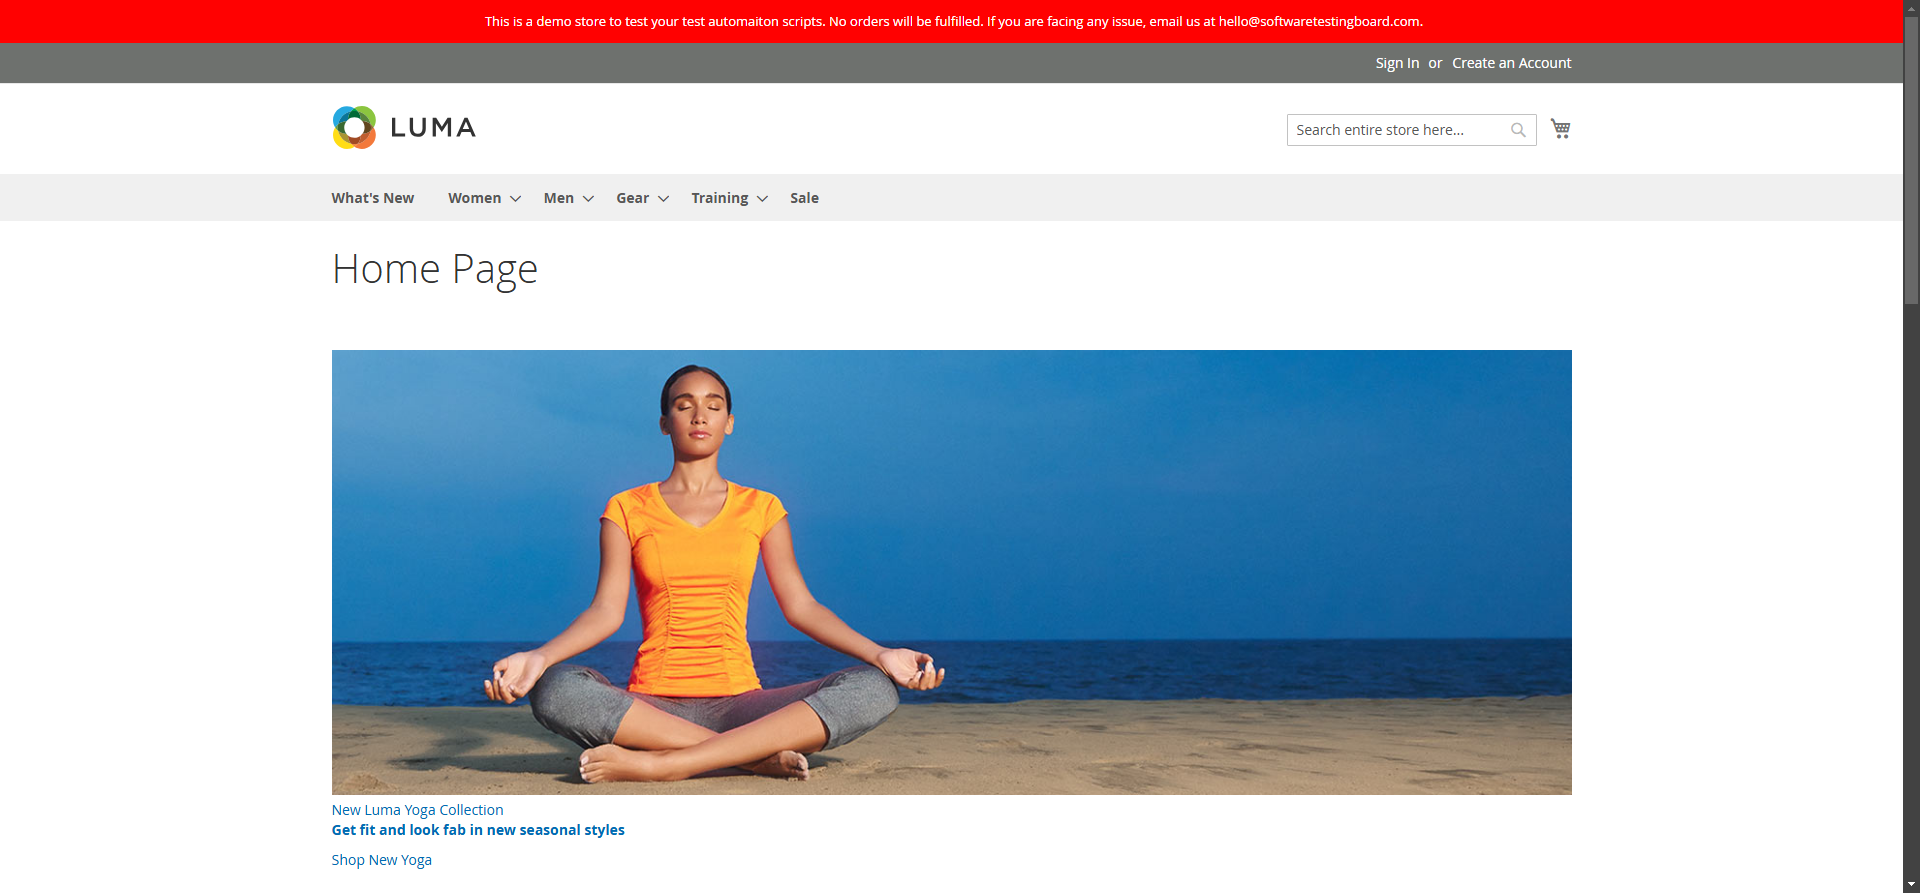 This is a demo store to test your test automaiton scripts. No orders will be fulfilled. If you are facing any issue, email us at hello@softwaretestingboard.com.
Sign In or Create an Account
LUMA
Search entire store here...
What's New Women Men Gear Training Sale
Home Page
New Luma Yoga Collection
Get fit and look fab in new seasonal styles
Shop New Yoga